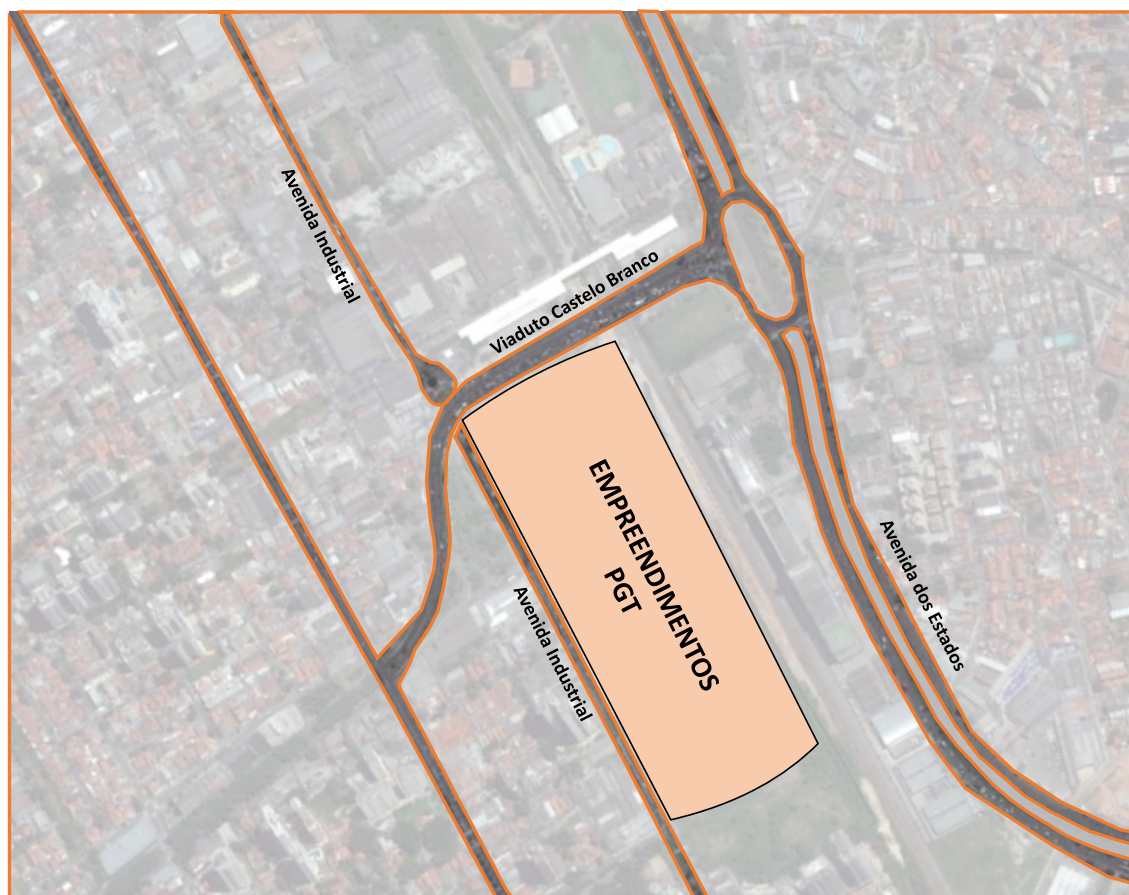 Avenida Industrial
Viaduto Castelo Branco
EMPREENDIMENTOS
PGT
Avenida Industrial
Avenida dos Estados